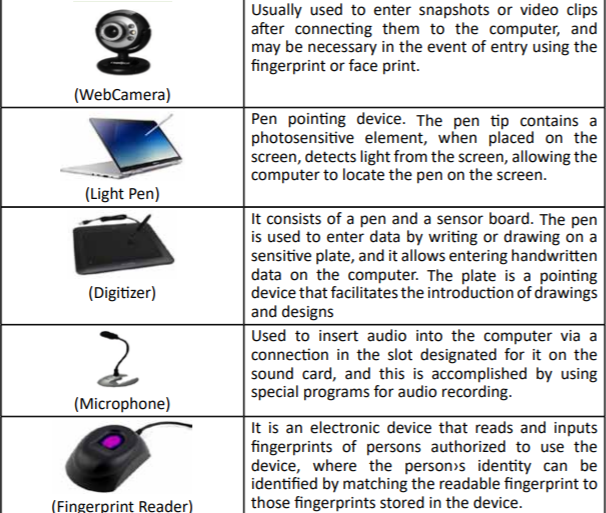 Usually used to enter snapshots or video clips
after connecting them to the computer, and
may be necessary in the event of entry using the
fingerprint or face print.
(WebCamera)
Pen pointing device. The pen tip contains a
photosensitive element, when placed on the
screen, detects light from the screen, allowing the
computer to locate the pen on the screen.
(Light Pen)
It consists of a pen and a sensor board. The pen
is used to enter data by writing or drawing on a
sensitive plate, and it allows entering handwritten
data on the computer. The plate is a pointing
device that facilitates the introduction of drawings
and designs
(Digitizer)
Used to insert audio into the computer via a
connection in the slot designated for it on the
sound card, and this is accomplished by using
special programs for audio recording.
(Microphone)
It is an electronic device that reads and inputs
fingerprints of persons authorized to use the
device, where the person›s identity can be
identified by matching the readable fingerprint to
those fingerprints stored in the device.
(Fingerprint Reader)